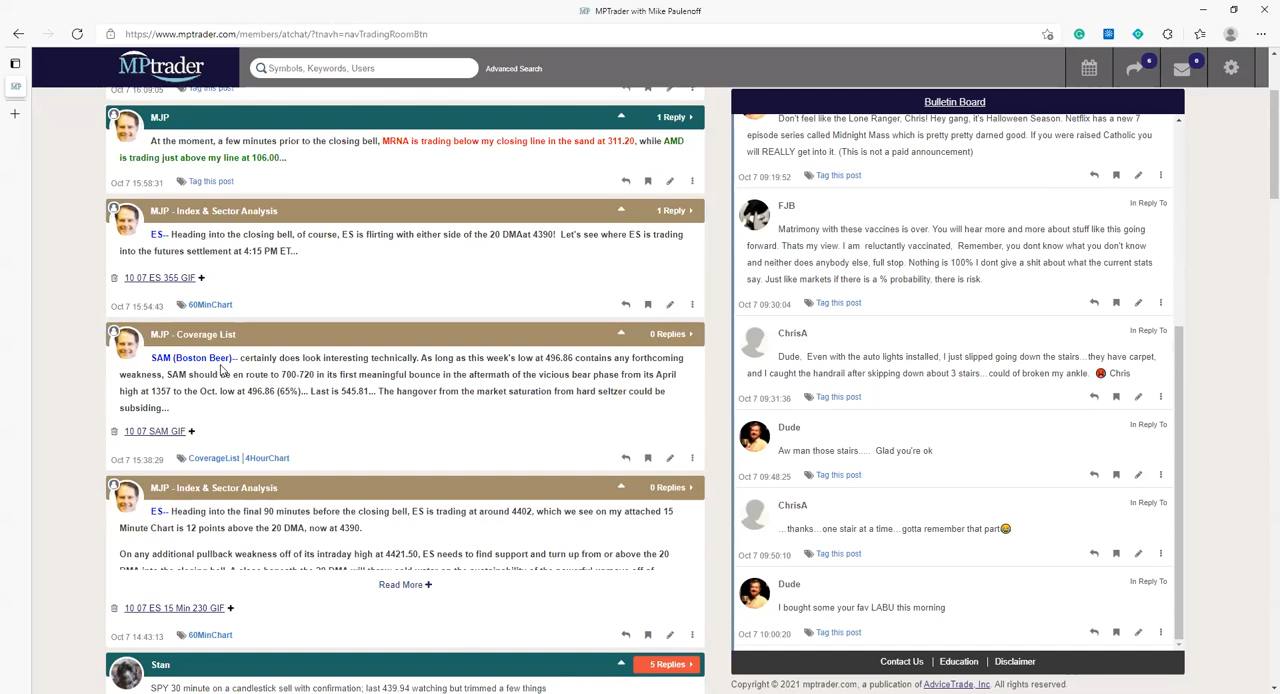 MPTrader with Mike Paulenoff
https://www.mptrader.com/members/atchat/?tnavh=navTradingRoomBtn
MP
MPtrader
Symbols, Keywords, Users
Advanced Search
6
0
Oct 7 16:09:05 Tag this post
MJP
1 Reply
At the moment, a few minutes prior to the closing bell, MRNA is trading below my closing line in the sand at 311.20, while AMD
is trading just above my line at 106.00...
Oct 7 15:58:31 Tag this post
MJP - Index & Sector Analysis
1 Reply
ES-- Heading into the closing bell, of course, ES is flirting with either side of the 20 DMAat 4390! Let's see where ES is trading
into the futures settlement at 4:15 PM ET...
10 07 ES 355 GIF +
Oct 7 15:54:43 60MinChart
MJP - Coverage List
0 Replies
SAM (Boston Beer)-- certainly does look interesting technically. As long as this week's low at 496.86 contains any forthcoming
weakness, SAM should be en route to 700-720 in its first meaningful bounce in the aftermath of the vicious bear phase from its April
high at 1357 to the Oct. low at 496.86 (65%)... Last is 545.81... The hangover from the market saturation from hard seltzer could be
subsiding...
10 07 SAM GIF +
Oct 7 15:38:29 CoverageList | 4HourChart
MJP - Index & Sector Analysis
0 Replies
ES-- Heading into the final 90 minutes before the closing bell, ES is trading at around 4402, which we see on my attached 15
Minute Chart is 12 points above the 20 DMA, now at 4390.
On any additional pullback weakness off of its intraday high at 4421.50, ES needs to find support and turn up from or above the 20
Read More +
10 07 ES 15 Min 230 GIF +
Oct 7 14:43:13 60MinChart
Stan
5 Replies
SPY 30 minute on a candlestick sell with confirmation; last 439.94 watching but trimmed a few things
Bulletin Board
Don't feel like the Lone Ranger, Chris! Hey gang, it's Halloween Season. Netflix has a new 7
episode series called Midnight Mass which is pretty pretty darned good. If you were raised Catholic you
will REALLY get into it. (This is not a paid announcement)
Oct 7 09:19:52 Tag this post
FJB
In Reply To
Matrimony with these vaccines is over. You will hear more and more about stuff like this going
forward. Thats my view. I am reluctantly vaccinated, Remember, you dont know what you don't know
and neither does anybody else, full stop. Nothing is 100% I dont give a shit about what the current stats
say. Just like markets if there is a % probability, there is risk.
Oct 7 09:30:04 Tag this post
ChrisA
In Reply To
Dude, Even with the auto lights installed, I just slipped going down the stairs...they have carpet,
and I caught the handrail after skipping down about 3 stairs...could of broken my ankle. Chris
Oct 7 09:31:36 Tag this post
Dude
In Reply To
Aw man those stairs..... Glad you're ok
Oct 7 09:48:25 Tag this post
ChrisA
In Reply To
...thanks...one stair at a time...gotta remember that part
Oct 7 09:50:10 Tag this post
Dude
In Reply To
I bought some your fav LABU this morning
Oct 7 10:00:20 Tag this post
Contact Us | Education | Disclaimer
Copyright © 2021 mptrader.com, a publication of AdviceTrade, Inc. All rights reserved.